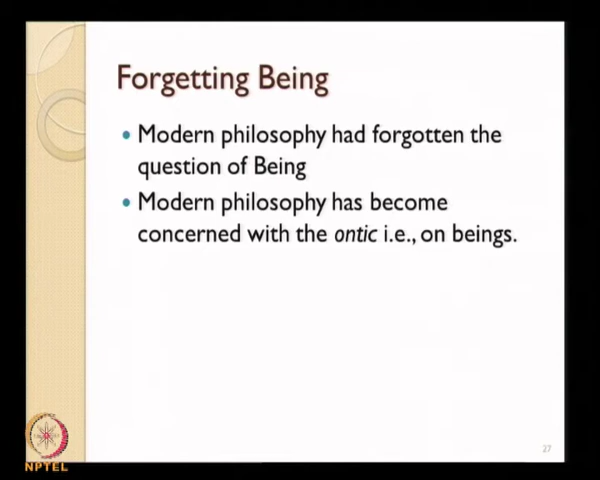 Forgetting Being
• Modern philosophy had forgotten the
question of Being
• Modern philosophy has become
concerned with the ontic i.e., on beings.
27
NPTEL